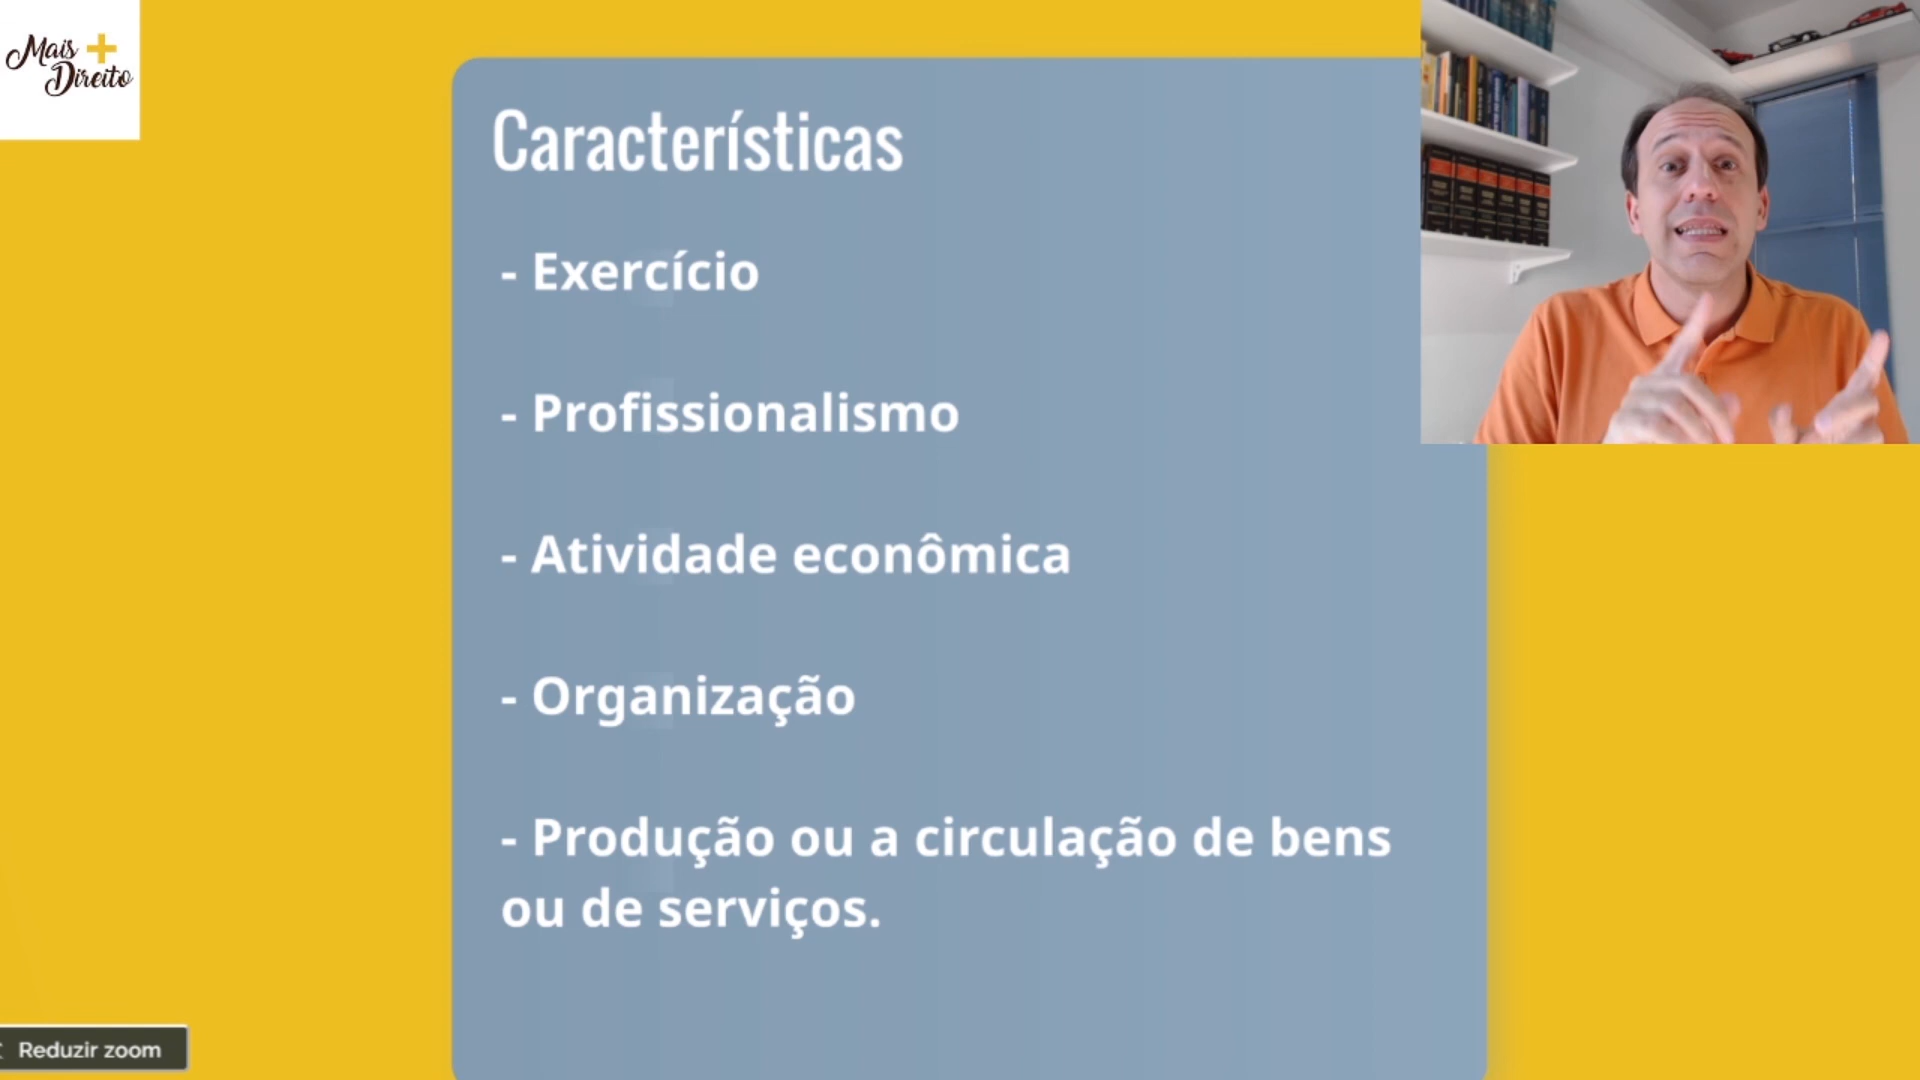 Mais +
Direito
Características
- Exercício
- Profissionalismo
- Atividade econômica
- Organização
- Produção ou a circulação de bens
ou de serviços.
Reduzir zoom